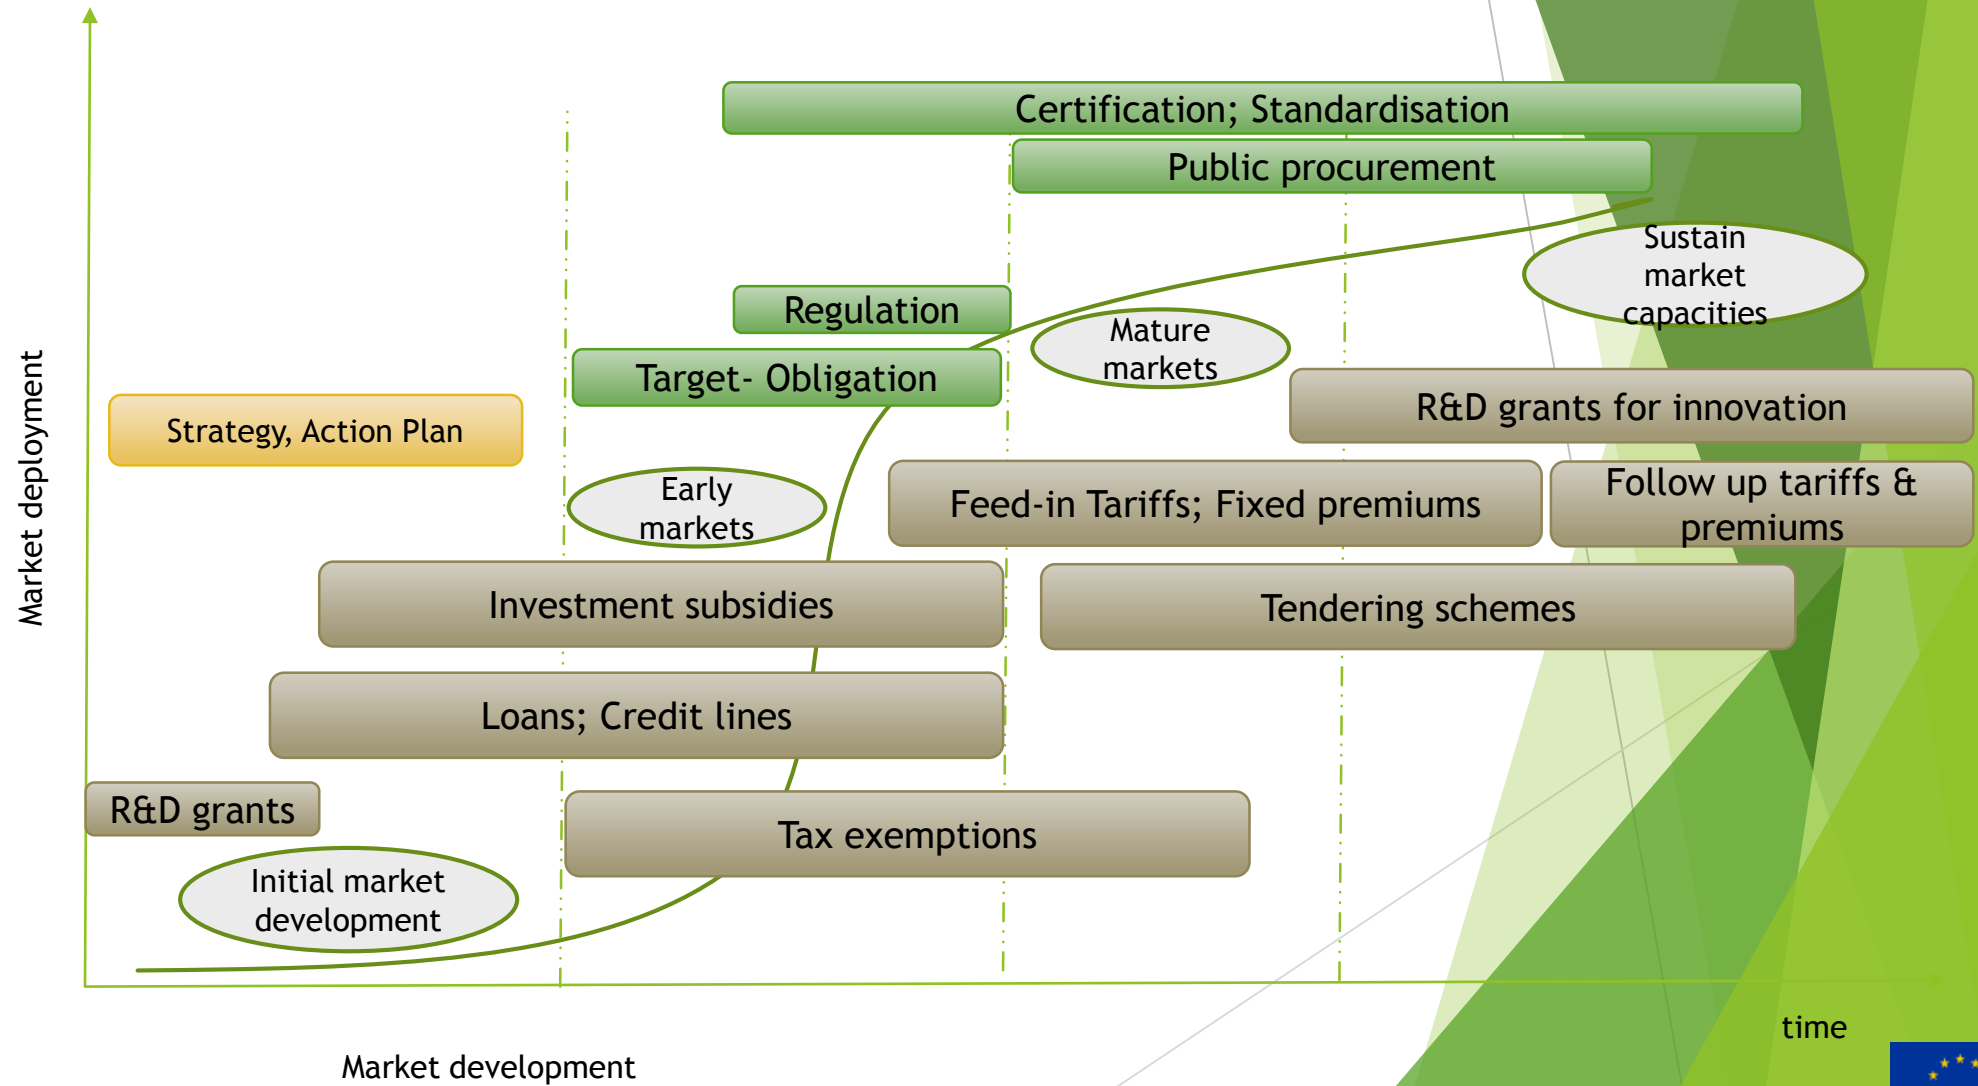 Certification; Standardisation
Public procurement
Sustain
market
capacities
Regulation
Mature
markets
Target- Obligation
Market deployment
Strategy, Action Plan
R&D grants for innovation
Early
markets
Feed-in Tariffs; Fixed premiums
Follow up tariffs &
premiums
Investment subsidies
Tendering schemes
Loans; Credit lines
R&D grants
Tax exemptions
Initial market
development
time
Market development